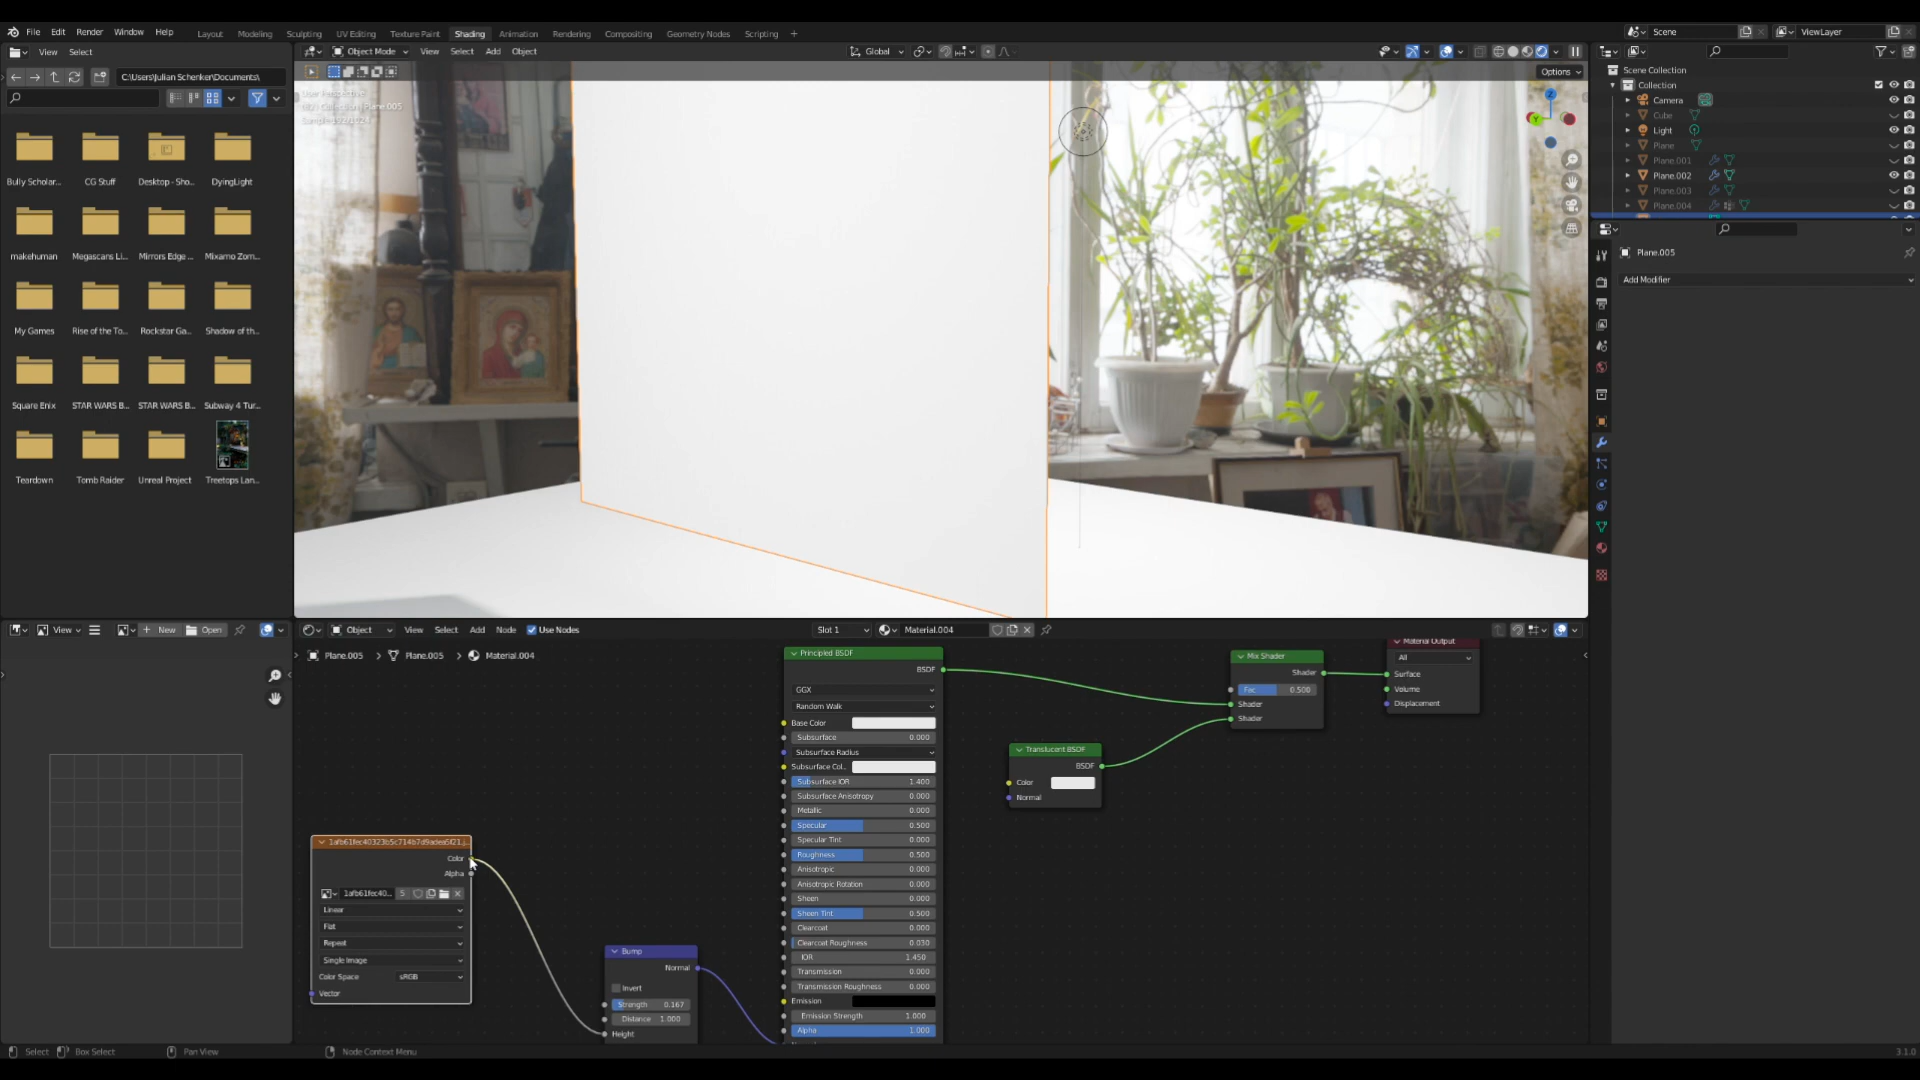 File Edit Render Window Help Layout Modeling Sculpting UV Editing Texture Paint Shading Animation Rendering Compositing Geometry Nodes Scripting + Scene ViewLayer
View Select
Object Mode View Select Add Object Global
C:\Users\Julian Schenker\Documents\
Options
User Perspective
(62) Collection | Plane.005
Bully Scholar... CG Stuff Desktop - Sho... DyingLight
makehuman Megascans Li... Mirrors Edge ... Mixamo Zom...
My Games Rise of the To... Rockstar Ga... Shadow of th...
Square Enix STAR WARS B... STAR WARS B... Subway 4 Tur...
Teardown Tomb Raider Unreal Project Treetops Lan...
Scene Collection
Collection
Camera
Cube
Light
Plane
Plane.001
Plane.002
Plane.003
Plane.004
Plane.005
Add Modifier
View New Open
Object View Select Add Node Use Nodes Slot 1 Material.004
Plane.005 > Plane.005 > Material.004
Principled BSDF
BSDF
GGX
Random Walk
Base Color
Subsurface 0.000
Subsurface Radius
Subsurface Col..
Subsurface IOR 1.400
Subsurface Anisotropy 0.000
Metallic 0.000
Specular 0.500
Specular Tint 0.000
Roughness 0.500
Anisotropic 0.000
Anisotropic Rotation 0.000
Sheen 0.000
Sheen Tint 0.500
Clearcoat 0.000
Clearcoat Roughness 0.030
IOR 1.450
Transmission 0.000
Transmission Roughness 0.000
Emission
Emission Strength 1.000
Alpha 1.000
Mix Shader
Shader
Fac 0.500
Shader
Shader
Material Output
All
Surface
Volume
Displacement
Translucent BSDF
BSDF
Color
Normal
1afb61fec40323b5c714b7d9adea5f21.j
Color
Alpha
1afb61fec40... 5
Linear
Flat
Repeat
Single Image
Color Space sRGB
Vector
Bump
Normal
Invert
Strength 0.167
Distance 1.000
Height
Select Box Select Pan View Node Context Menu 3.1.0